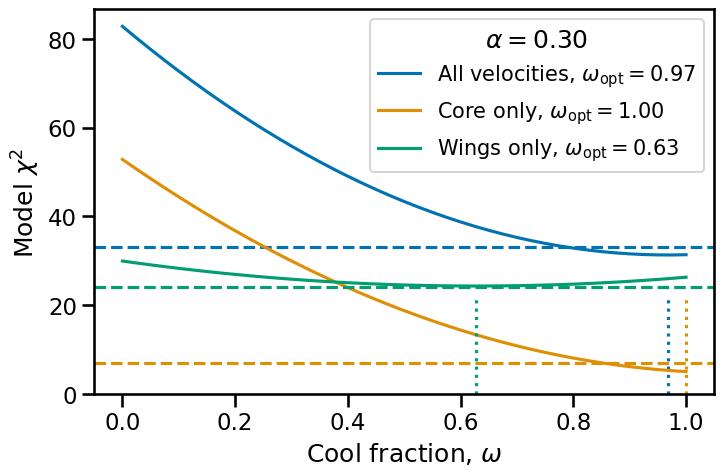 α = 0.30
All velocities, ω_opt = 0.97
Core only, ω_opt = 1.00
Wings only, ω_opt = 0.63
Model χ²
80
60
40
20
0
0.0 0.2 0.4 0.6 0.8 1.0
Cool fraction, ω